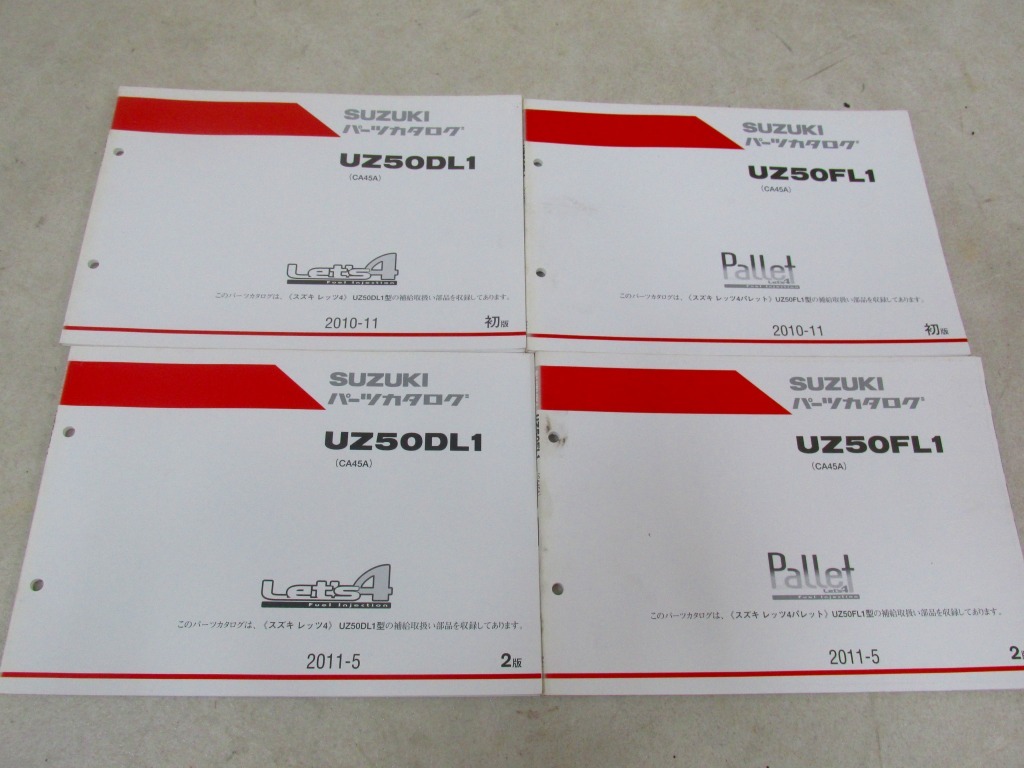 SUZUKI
パーツカタログ
UZ50DL1
(CA45A)
Let's4
Fuel Injection
このパーツカタログは、《スズキ レッツ4》 UZ50DL1型の補給取扱い部品を収録してあります。
2010-11 初版
SUZUKI
パーツカタログ
UZ50FL1
(CA45A)
Pallet
Let's4
Fuel Injection
このパーツカタログは、《スズキ レッツ4パレット》 UZ50FL1型の補給取扱い部品を収録してあります。
2010-11 初版
SUZUKI
パーツカタログ
UZ50DL1
(CA45A)
Let's4
Fuel Injection
このパーツカタログは、《スズキ レッツ4》 UZ50DL1型の補給取扱い部品を収録してあります。
2011-5 2版
SUZUKI
パーツカタログ
UZ50FL1
(CA45A)
Pallet
Let's4
Fuel Injection
このパーツカタログは、《スズキ レッツ4パレット》 UZ50FL1型の補給取扱い部品を収録してあります。
2011-5 2